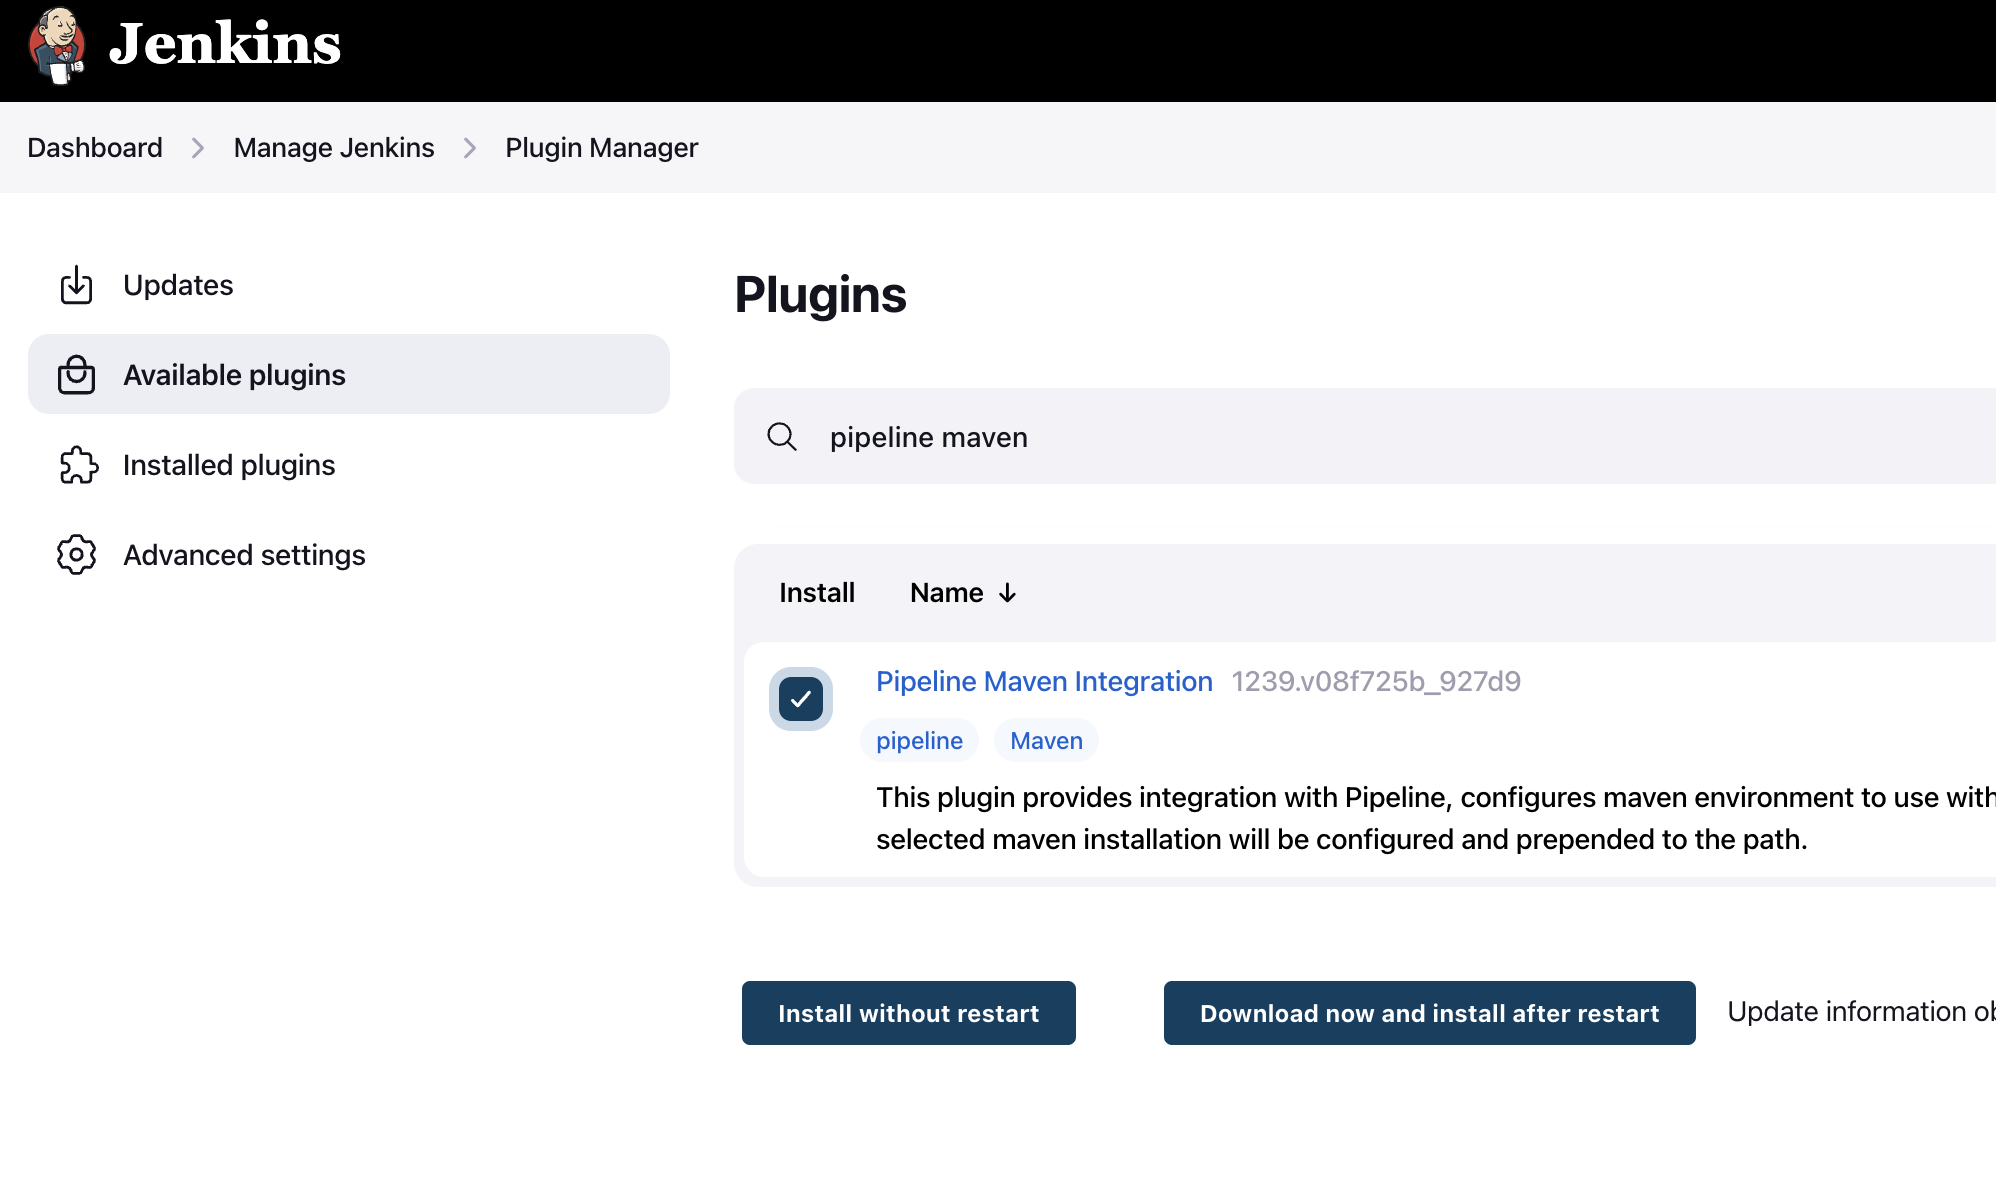 Jenkins
Dashboard Manage Jenkins Plugin Manager
Updates
Available plugins
Installed plugins
Advanced settings
Plugins
pipeline maven
Install Name
Pipeline Maven Integration 1239.v08f725b_927d9
pipeline Maven
This plugin provides integration with Pipeline, configures maven environment to use with
selected maven installation will be configured and prepended to the path.
Install without restart
Download now and install after restart
Update information